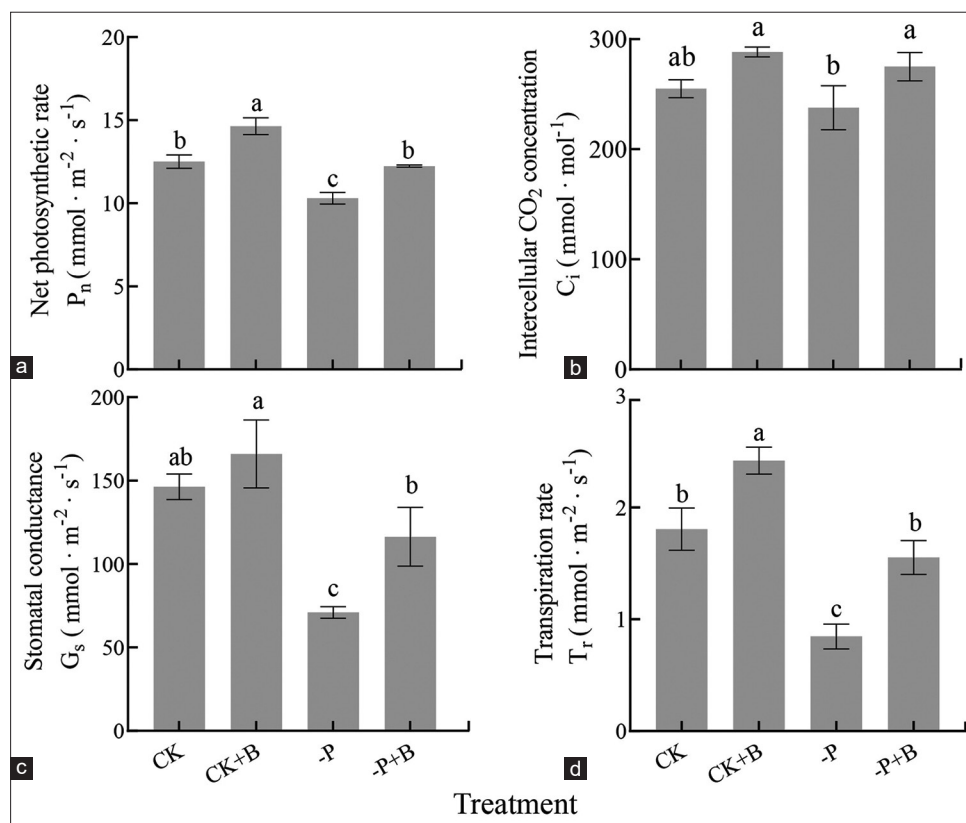 Net photosynthetic rate
Pn ( mmol · m⁻² · s⁻¹)
20
15
10
5
0
b
a
c
b
a
Intercellular CO₂ concentration
Cᵢ ( mmol · mol⁻¹)
300
200
100
0
ab
a
b
a
b
Stomatal conductance
Gₛ ( mmol · m⁻² · s⁻¹)
200
150
100
50
0
ab
a
c
b
CK
CK+B
-P
-P+B
c
Transpiration rate
Tᵣ ( mmol · m⁻² · s⁻¹)
3
2
1
0
b
a
c
b
CK
CK+B
-P
-P+B
d
Treatment